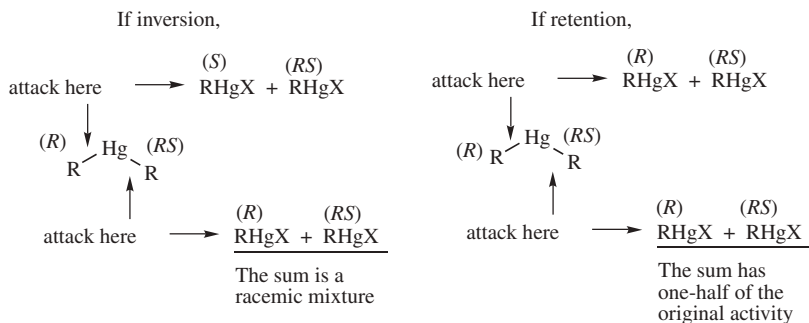 If inversion,
(S) (RS)
attack here RHgX + RHgX
(R) Hg (RS)
R R
(R) (RS)
attack here RHgX + RHgX
The sum is a
racemic mixture
If retention,
(R) (RS)
attack here RHgX + RHgX
(R) R Hg (RS)
R
(R) (RS)
attack here RHgX + RHgX
The sum has
one-half of the
original activity